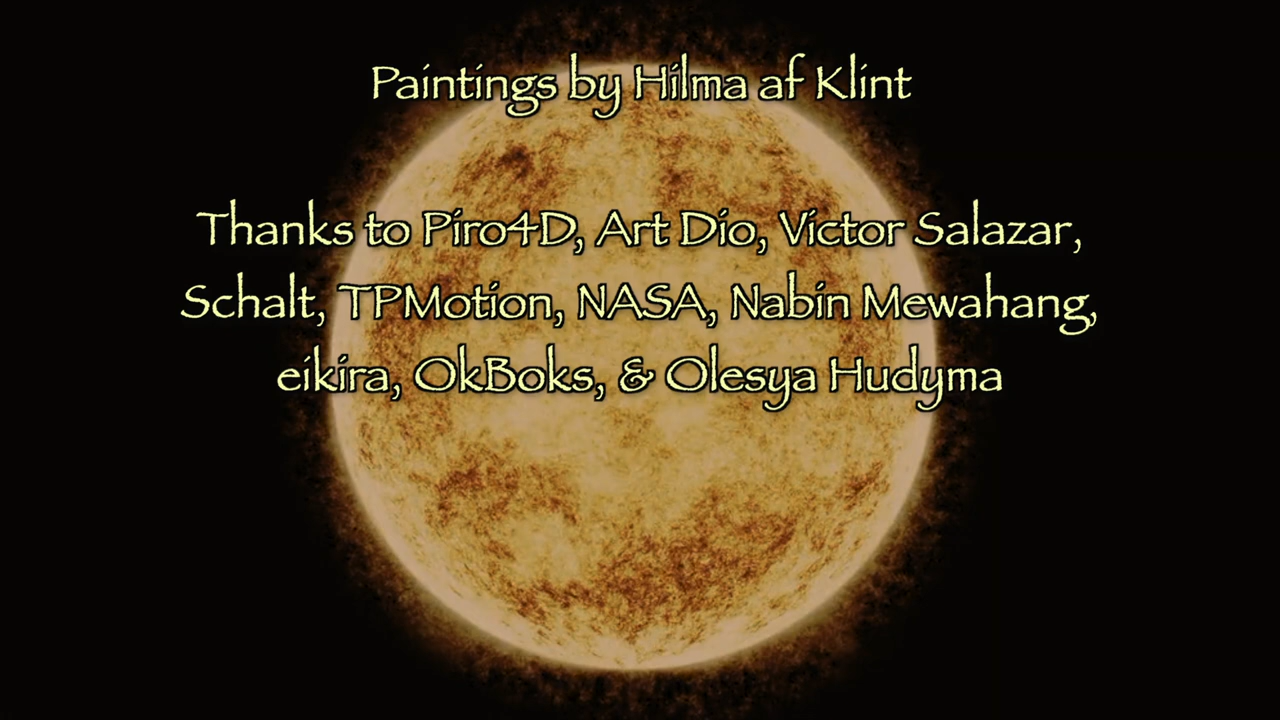 Paintings by Hilma af Klint
Thanks to Piro4D, Art Dio, Victor Salazar,
Schalt, TPMotion, NASA, Nabin Mewahang,
eikira, OkBoks, & Olesya Hudyma